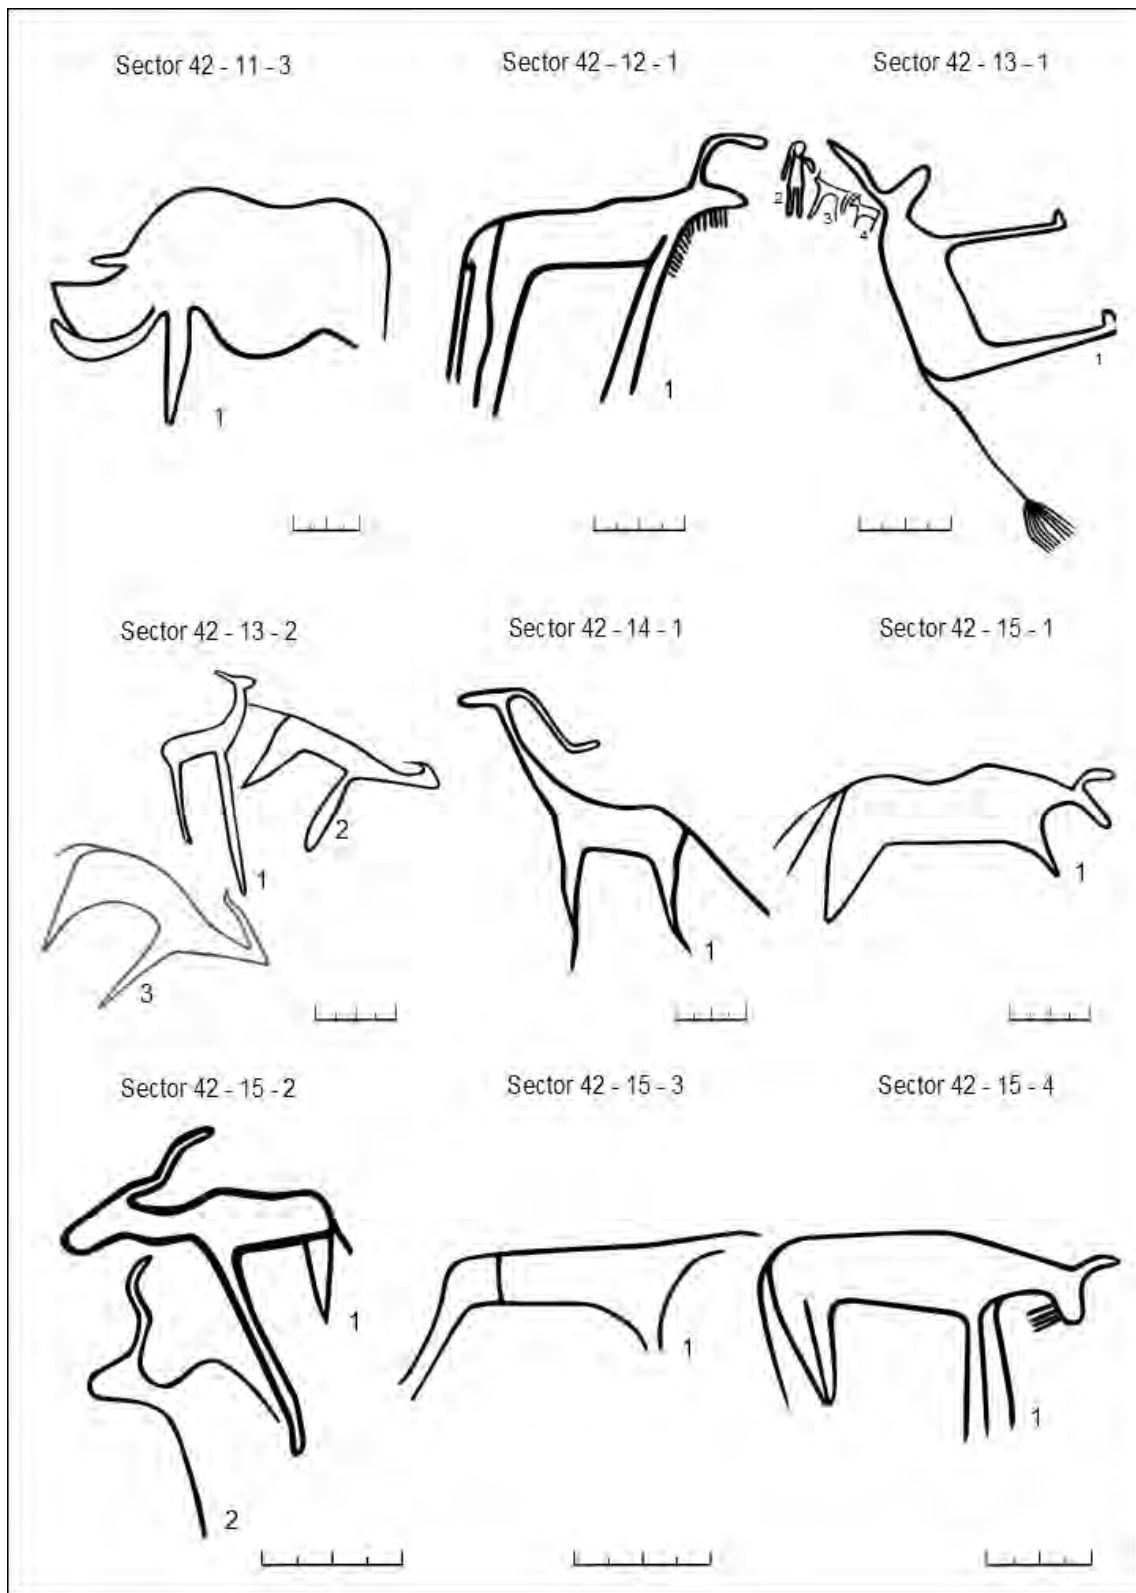 Sector 42 - 11 - 3
Sector 42 - 12 - 1
Sector 42 - 13 - 1
1
1
2
3
4
1
Sector 42 - 13 - 2
Sector 42 - 14 - 1
Sector 42 - 15 - 1
1
2
3
1
1
Sector 42 - 15 - 2
Sector 42 - 15 - 3
Sector 42 - 15 - 4
1
2
1
1